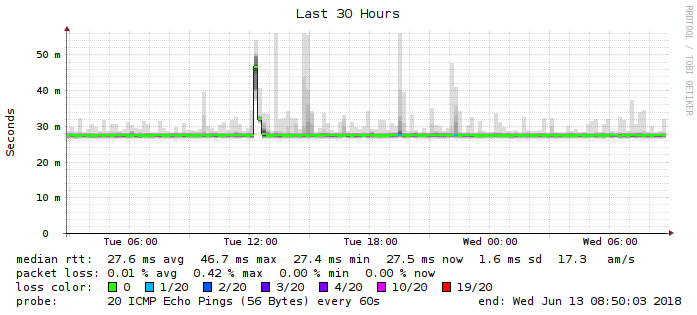 Last 30 Hours
RRDTOOL / TOBI OETIKER
Seconds
50 m
40 m
30 m
20 m
10 m
0
Tue 06:00 Tue 12:00 Tue 18:00 Wed 00:00 Wed 06:00
median rtt: 27.6 ms avg 46.7 ms max 27.4 ms min 27.5 ms now 1.6 ms sd 17.3 am/s
packet loss: 0.01 % avg 0.42 % max 0.00 % min 0.00 % now
loss color: 0 1/20 2/20 3/20 4/20 10/20 19/20
probe: 20 ICMP Echo Pings (56 Bytes) every 60s end: Wed Jun 13 08:50:03 2018